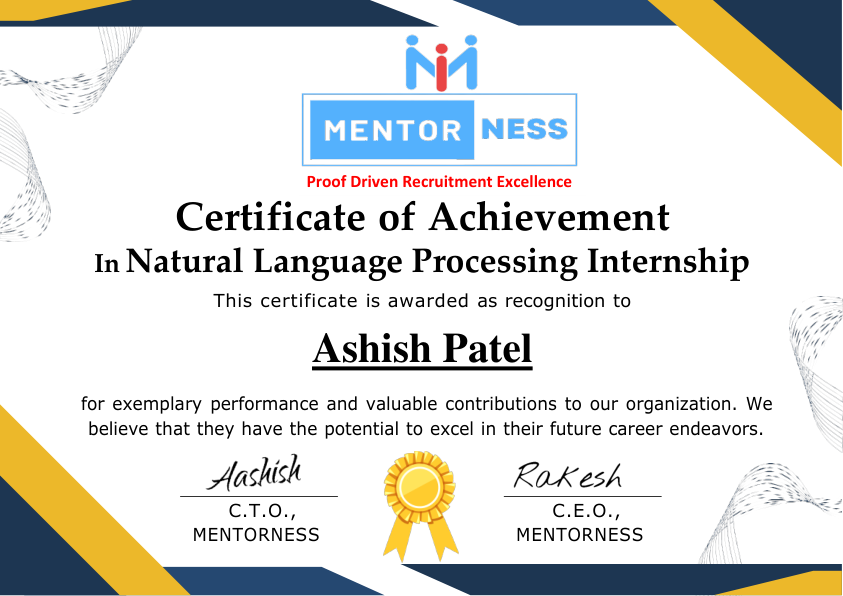 MENTOR NESS
Proof Driven Recruitment Excellence
Certificate of Achievement
In Natural Language Processing Internship
This certificate is awarded as recognition to
Ashish Patel
for exemplary performance and valuable contributions to our organization. We
believe that they have the potential to excel in their future career endeavors.
Aashish
C.T.O.,
MENTORNESS
Rakesh
C.E.O.,
MENTORNESS